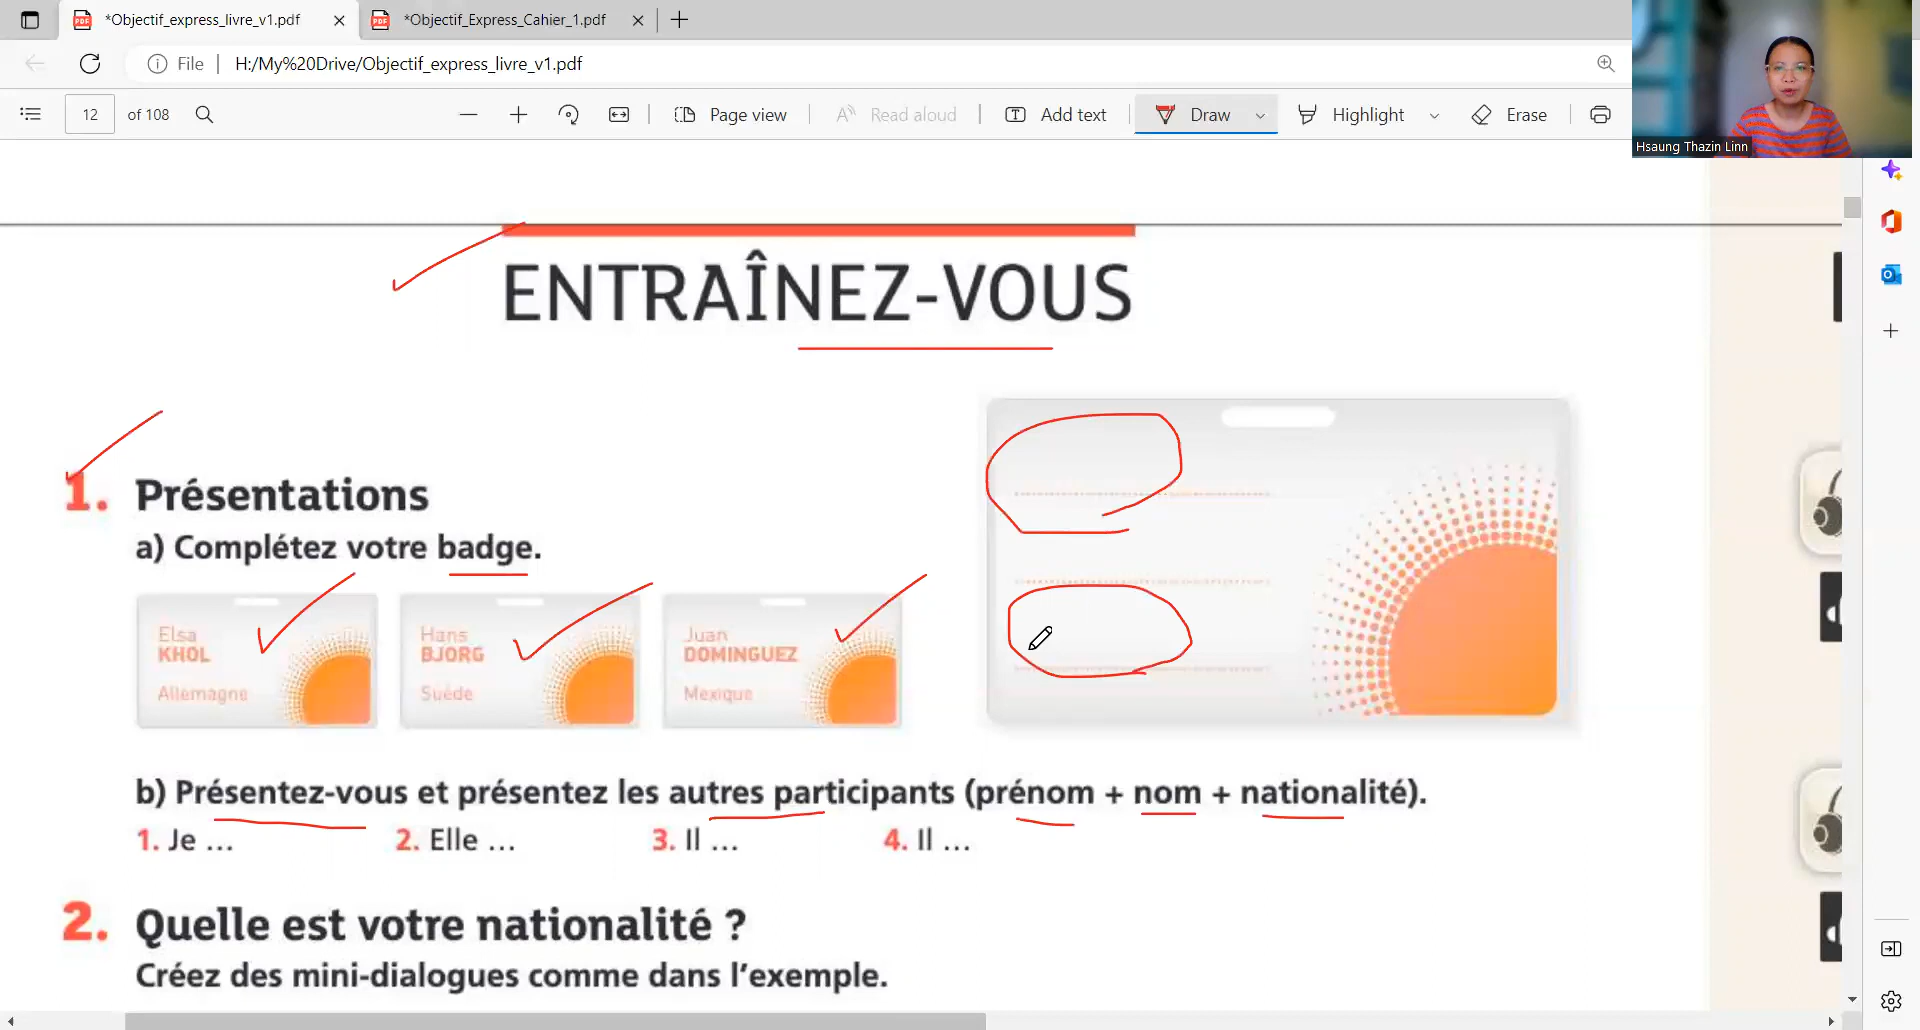 *Objectif_express_livre_v1.pdf
*Objectif_Express_Cahier_1.pdf
File
H:/My%20Drive/Objectif_express_livre_v1.pdf
12 of 108
Page view
Read aloud
Add text
Draw
Highlight
Erase
Hsaung Thazin Linn
ENTRAÎNEZ-VOUS
1. Présentations
a) Complétez votre badge.
Elsa
KHOL
Allemagne
Hans
BJORG
Suède
Juan
DOMINGUEZ
Mexique
b) Présentez-vous et présentez les autres participants (prénom + nom + nationalité).
1. Je ... 2. Elle ... 3. Il ... 4. Il ...
2. Quelle est votre nationalité ?
Créez des mini-dialogues comme dans l'exemple.